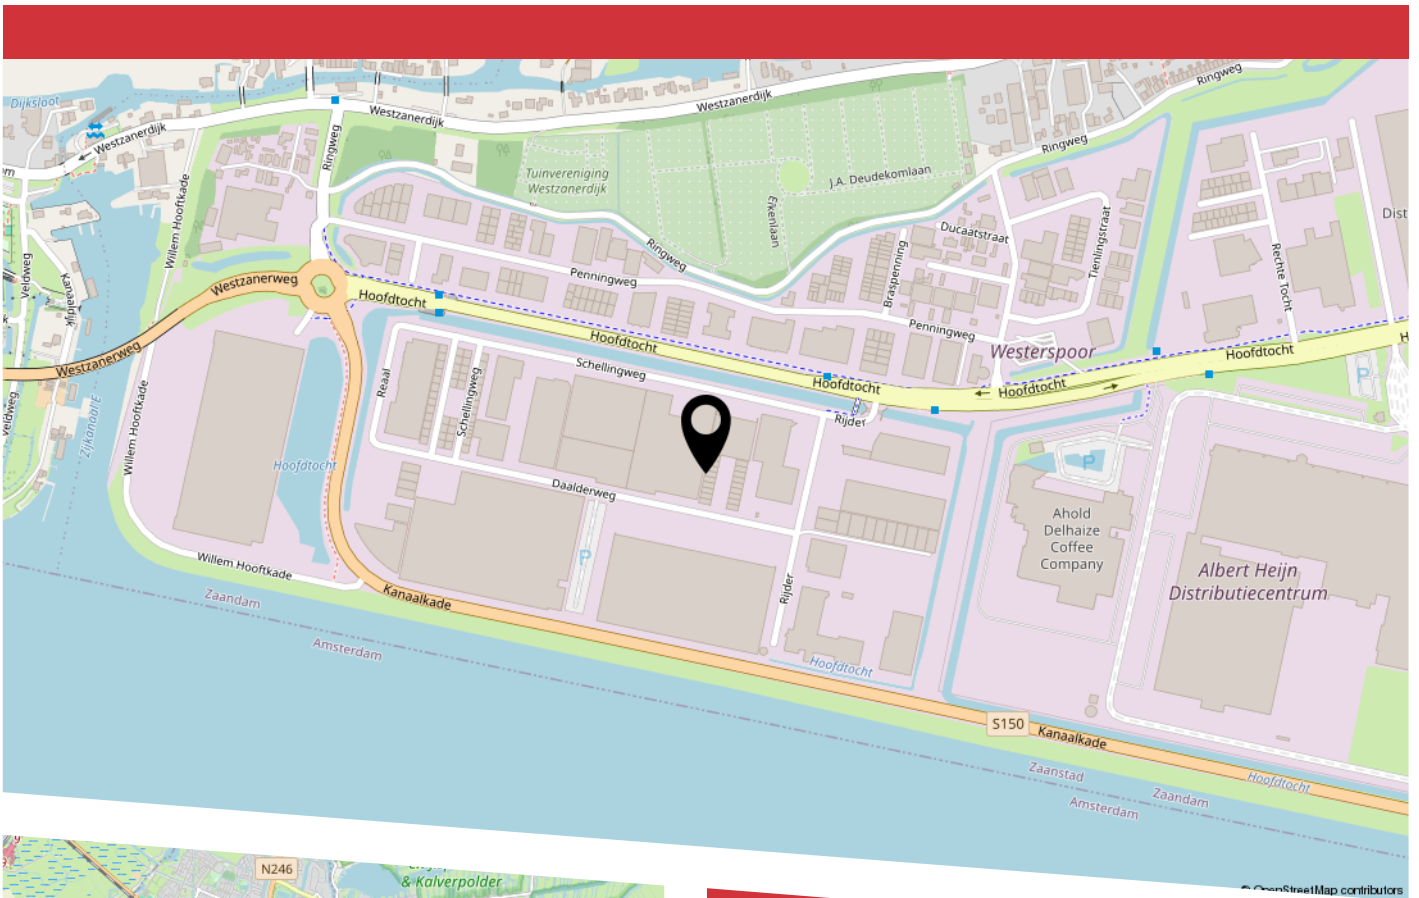 Dijksloot
Westzanerdijk
Westzanerdijk
Westzanerdijk
Ringweg
Ringweg
Ringweg
Willem Hooftkade
Tuinvereniging
Westzanerdijk
J.A. Deudekomlaan
Eikenlaan
Ducaatstraat
Tienlingstraat
Dist
Rechte Tocht
Braspenning
Ringweg
Penningweg
Penningweg
Veldweg
Kanaaldijk
k
Westzanerweg
Westzanerweg
Hoofdtocht
Hoofdtocht
Hoofdtocht
Hoofdtocht
Hoofdtocht
H
Westerspoor
P
Schellingweg
Schellingweg
Reaal
Rijder
Veldweg
Zijkanaal E
Willem Hooftkade
Hoofdtocht
Daalderweg
P
P
Ahold
Delhaize
Coffee
Company
Albert Heijn
Distributiecentrum
Willem Hooftkade
Rijder
Kanaalkade
Zaandam
Amsterdam
Hoofdtocht
S150
Kanaalkade
Zaanstad
Amsterdam
Zaandam
Hoofdtocht
N246
& Kalverpolder
© OpenStreetMap contributors